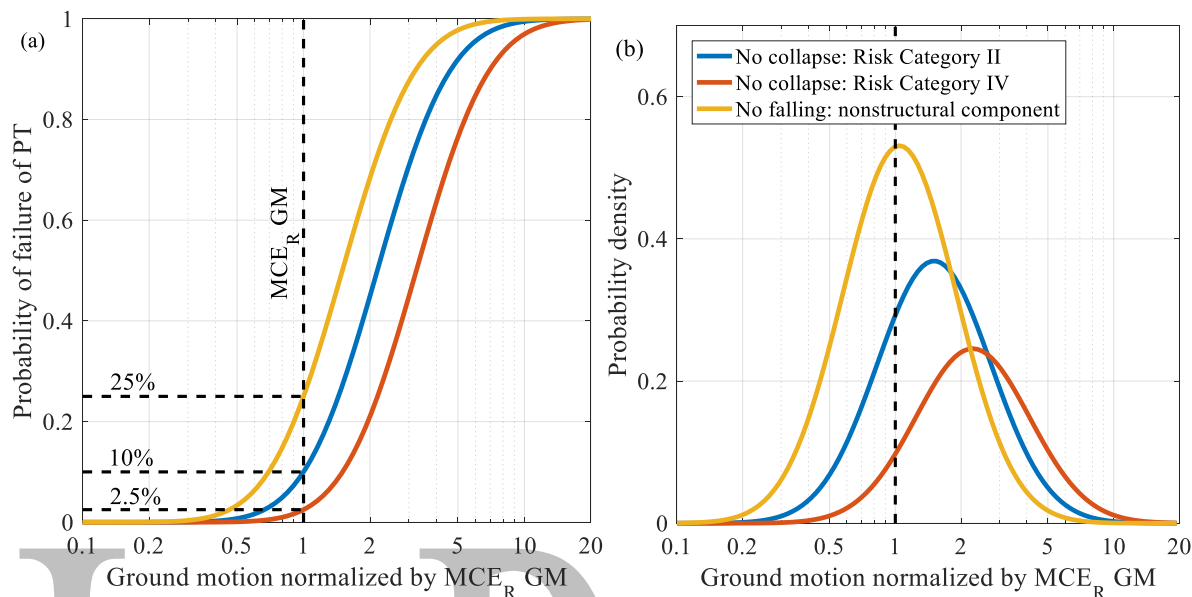 (a)
Probability of failure of PT
1
0.8
0.6
0.4
0.2
0
MCE_R GM
25%
10%
2.5%
0.1 0.2 0.5 1 2 5 10 20
Ground motion normalized by MCE_R GM
(b)
No collapse: Risk Category II
No collapse: Risk Category IV
No falling: nonstructural component
Probability density
0.6
0.4
0.2
0
0.1 0.2 0.5 1 2 5 10 20
Ground motion normalized by MCE_R GM